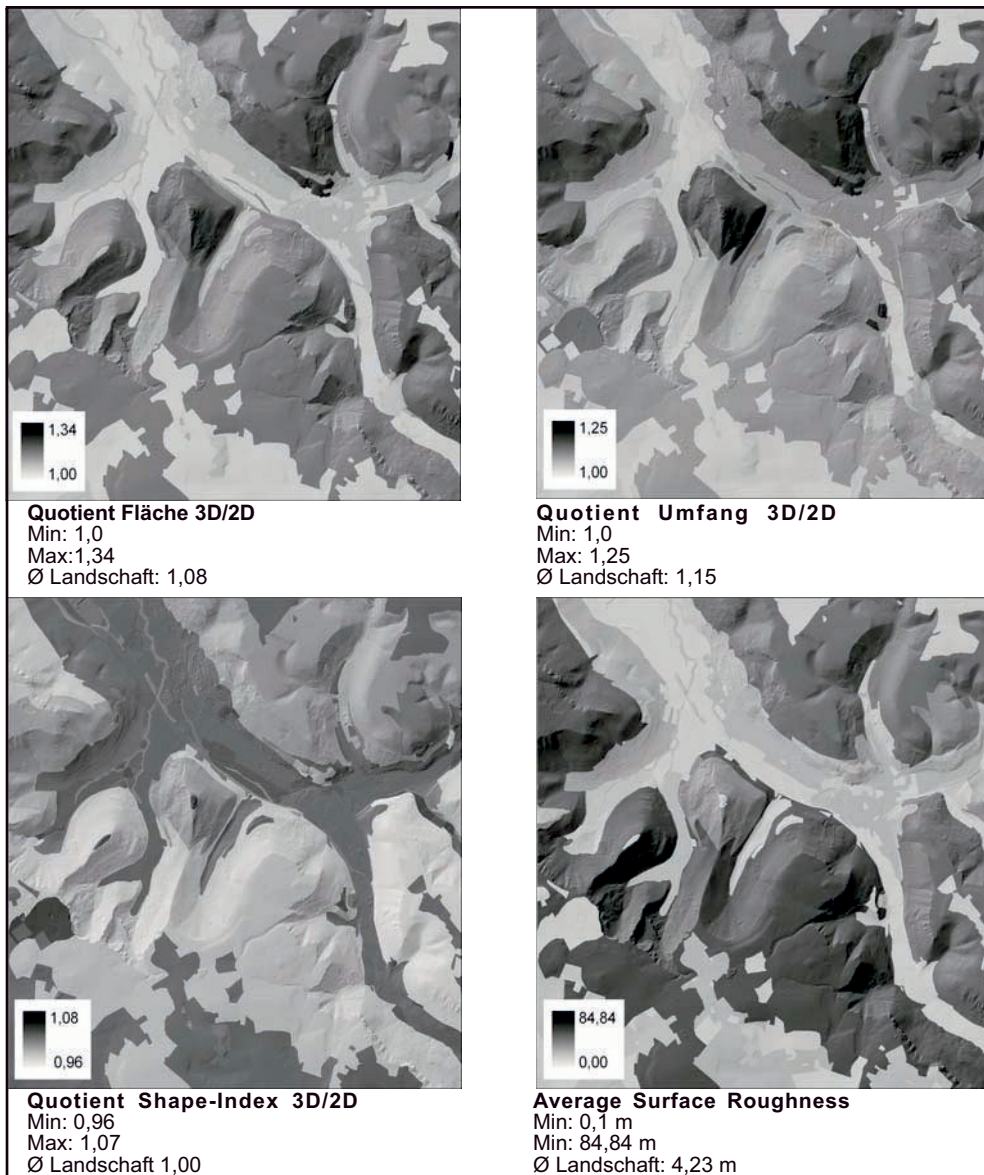 1,34
1,00
Quotient Fläche 3D/2D
Min: 1,0
Max:1,34
Ø Landschaft: 1,08
1,25
1,00
Quotient Umfang 3D/2D
Min: 1,0
Max: 1,25
Ø Landschaft: 1,15
1,08
0,96
Quotient Shape-Index 3D/2D
Min: 0,96
Max: 1,07
Ø Landschaft 1,00
84,84
0,00
Average Surface Roughness
Min: 0,1 m
Min: 84,84 m
Ø Landschaft: 4,23 m